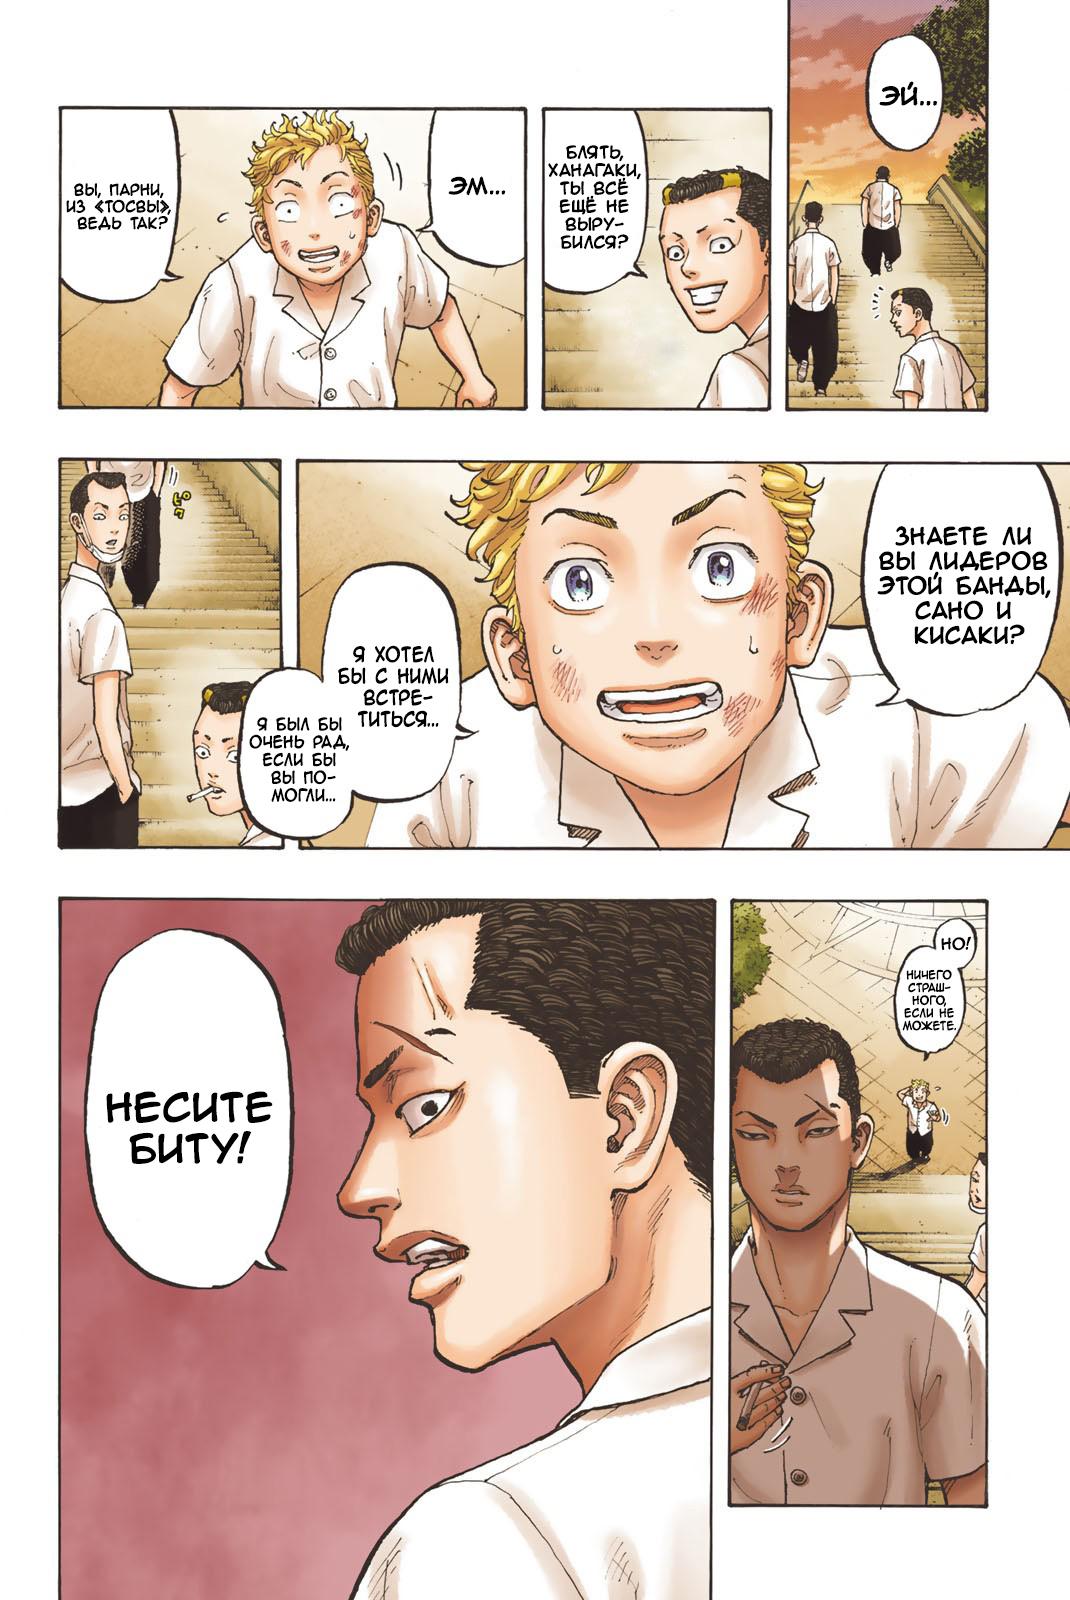 ЭЙ...
БЛЯТЬ,
ХАНАГАКИ,
ТЫ ВСЁ
ЕЩЁ НЕ
ВЫРУ-
БИЛСЯ?
ЭМ...
ВЫ, ПАРНИ,
ИЗ «ТОСВЫ»,
ВЕДЬ ТАК?
ЗНАЕТЕ ЛИ
ВЫ ЛИДЕРОВ
ЭТОЙ БАНДЫ,
САНО И
КИСАКИ?
Я ХОТЕЛ
БЫ С НИМИ
ВСТРЕ-
ТИТЬСЯ...
Я БЫЛ БЫ
ОЧЕНЬ РАД,
ЕСЛИ БЫ
ВЫ ПО-
МОГЛИ...
ピク
НО!
НИЧЕГО
СТРАШ-
НОГО,
ЕСЛИ НЕ
МОЖЕТЕ.
НЕСИТЕ
БИТУ!